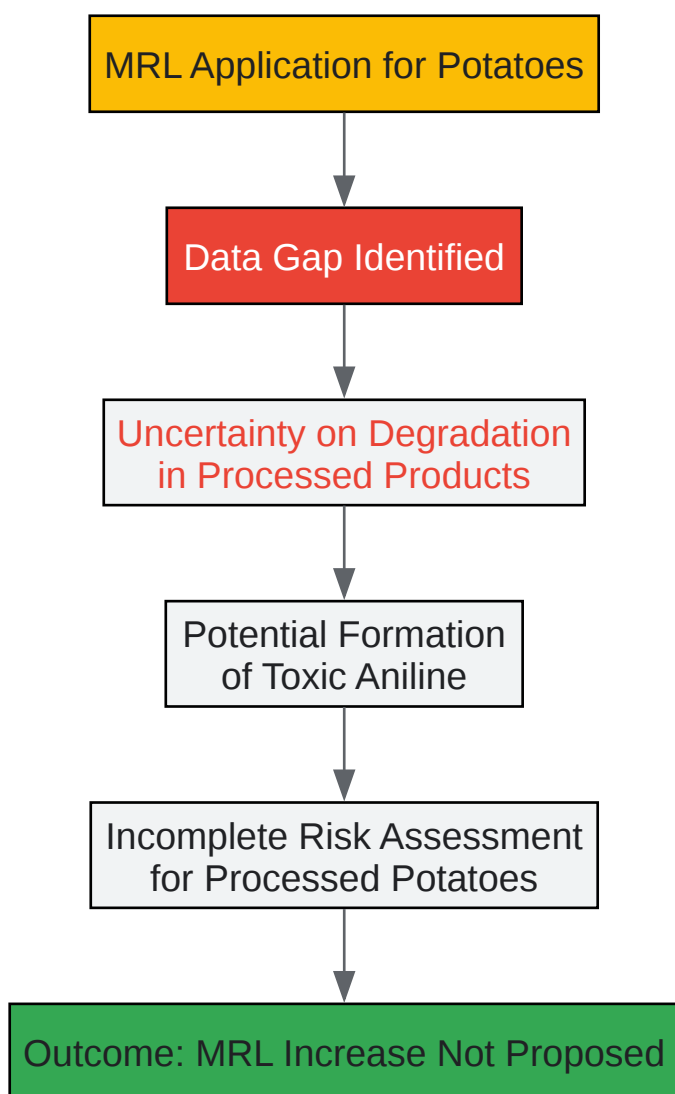 MRL Application for Potatoes
Data Gap Identified
Uncertainty on Degradation
in Processed Products
Potential Formation
of Toxic Aniline
Incomplete Risk Assessment
for Processed Potatoes
Outcome: MRL Increase Not Proposed